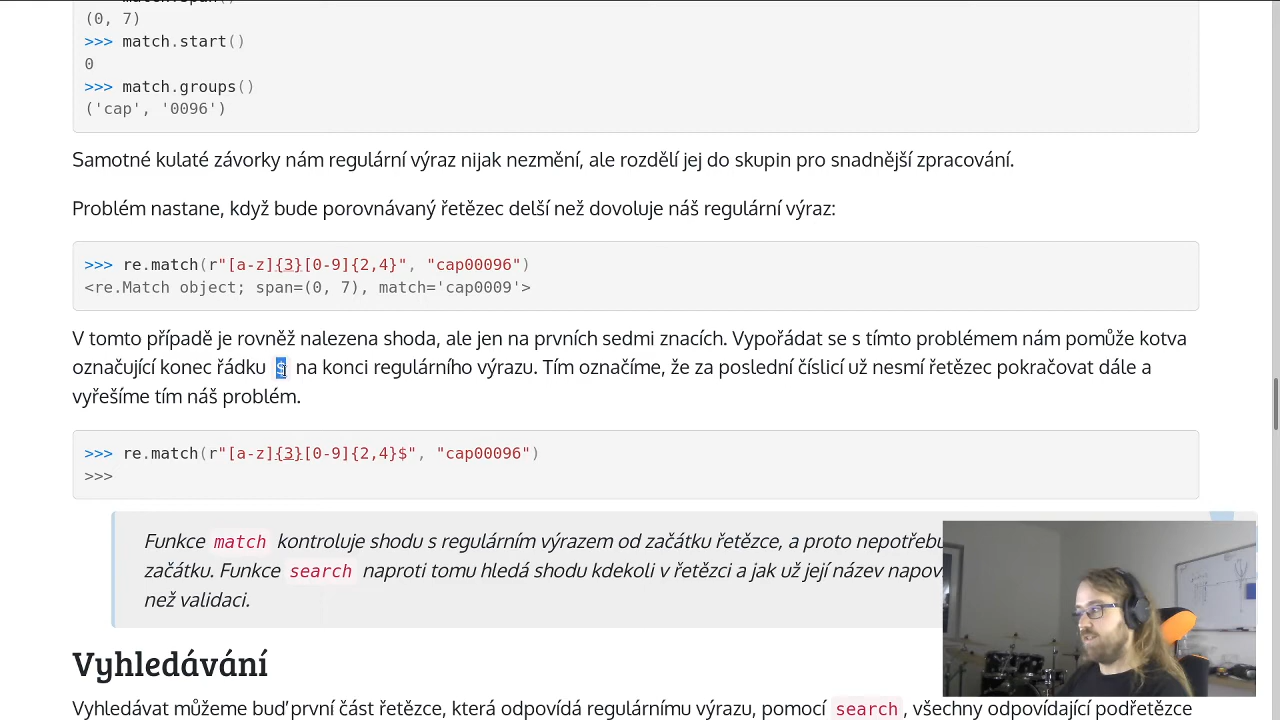 (0, 7)
>>> match.start()
0
>>> match.groups()
('cap', '0096')
Samotné kulaté závorky nám regulární výraz nijak nezmění, ale rozdělí jej do skupin pro snadnější zpracování.
Problém nastane, když bude porovnávaný řetězec delší než dovoluje náš regulární výraz:
>>> re.match(r"[a-z]{3}[0-9]{2,4}", "cap00096")
<re.Match object; span=(0, 7), match='cap0009'>
V tomto případě je rovněž nalezena shoda, ale jen na prvních sedmi znacích. Vypořádat se s tímto problémem nám pomůže kotva
označující konec řádku $ na konci regulárního výrazu. Tím označíme, že za poslední číslicí už nesmí řetězec pokračovat dále a
vyřešíme tím náš problém.
>>> re.match(r"[a-z]{3}[0-9]{2,4}$", "cap00096")
>>>
Funkce match kontroluje shodu s regulárním výrazem od začátku řetězce, a proto
začátku. Funkce search naproti tomu hledá shodu kdekoli v řetězci a jak už její název
než validaci.
Vyhledávání
Vyhledávat můžeme buď první část řetězce, která odpovídá regulárnímu výrazu, pomocí search, všechny odpovídající podřetězce